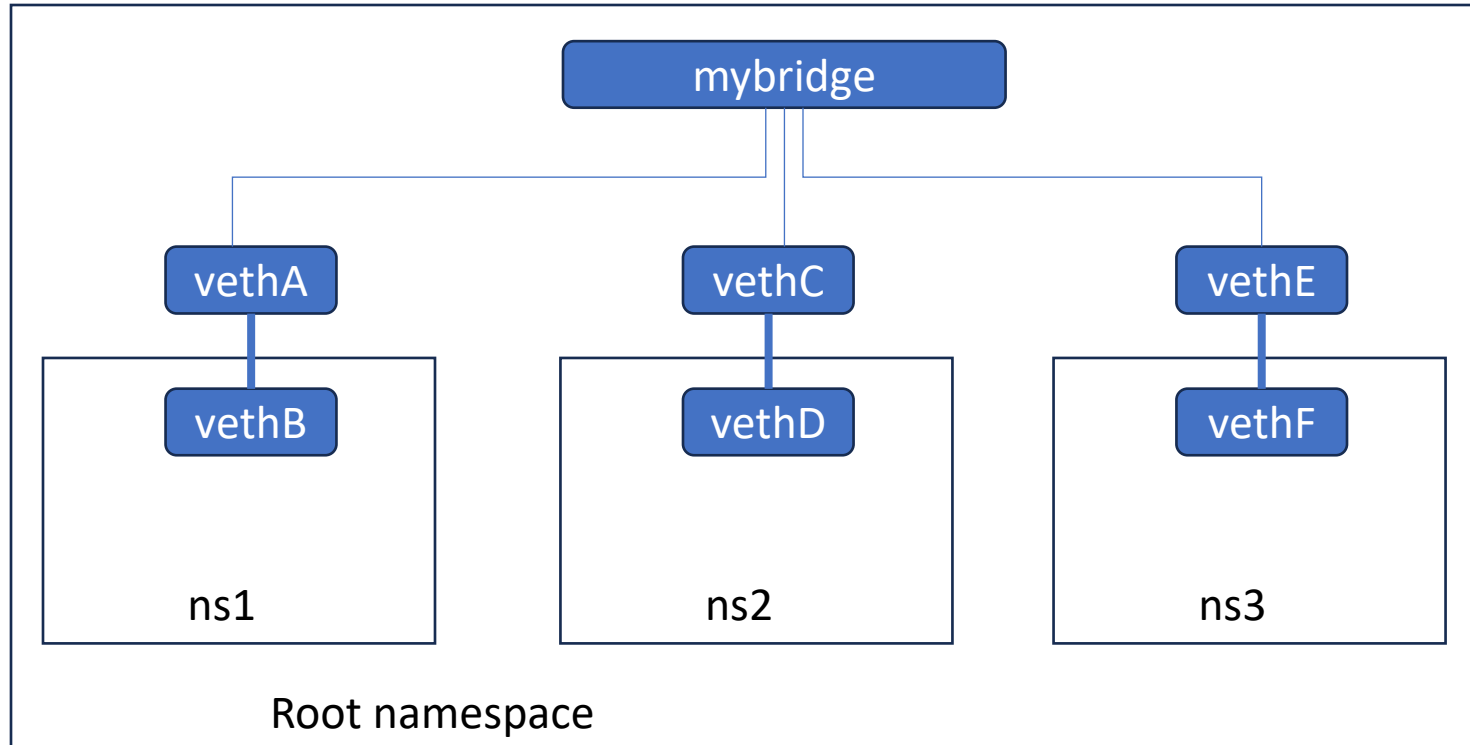 mybridge
vethA
vethC
vethE
vethB
vethD
vethF
ns1
ns2
ns3
Root namespace